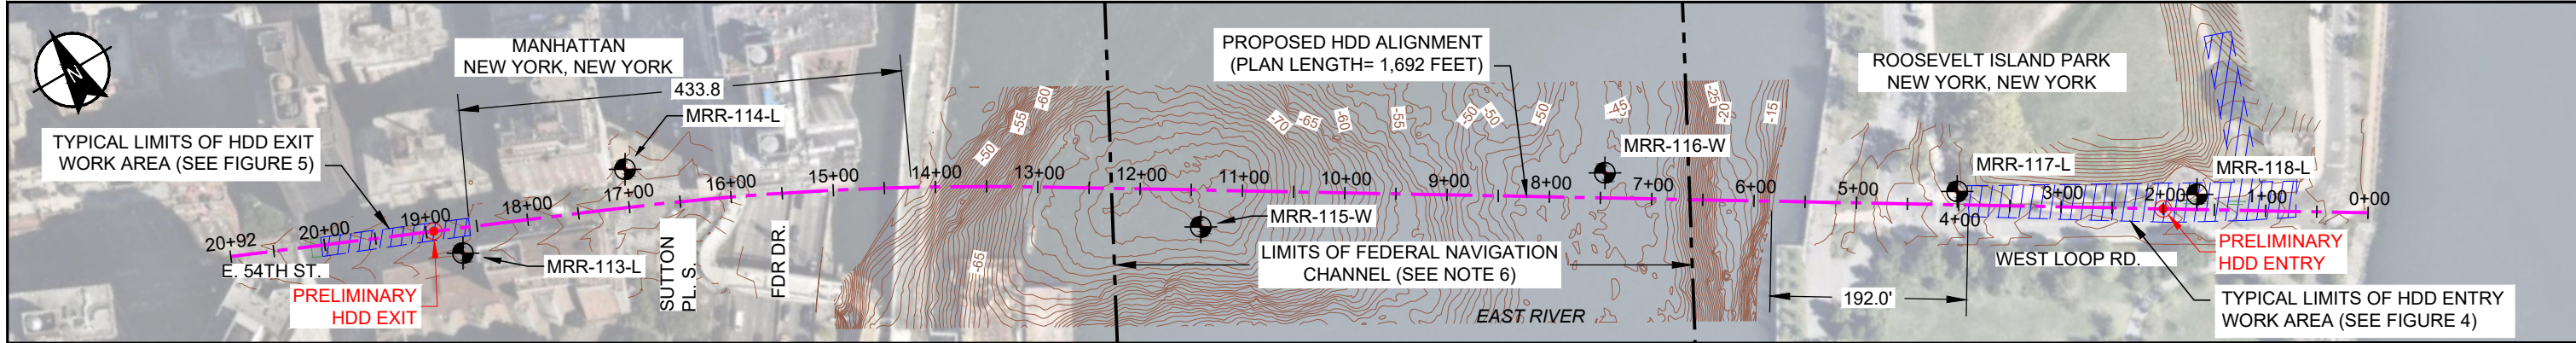 N
MANHATTAN
NEW YORK, NEW YORK
433.8
MRR-114-L
TYPICAL LIMITS OF HDD EXIT
WORK AREA (SEE FIGURE 5)
PROPOSED HDD ALIGNMENT
(PLAN LENGTH= 1,692 FEET)
ROOSEVELT ISLAND PARK
NEW YORK, NEW YORK
-60
-55
-50
-70
-65
-60
-55
-50
-50
-50
-45
-25
-20
-15
MRR-116-W
MRR-117-L
MRR-118-L
20+92
20+00
19+00
18+00
17+00
16+00
15+00
14+00
13+00
12+00
11+00
10+00
9+00
8+00
7+00
6+00
5+00
4+00
3+00
2+00
1+00
0+00
E. 54TH ST.
MRR-113-L
SUTTON
PL. S.
FDR DR.
-65
MRR-115-W
LIMITS OF FEDERAL NAVIGATION
CHANNEL (SEE NOTE 6)
EAST RIVER
192.0'
WEST LOOP RD.
PRELIMINARY
HDD ENTRY
PRELIMINARY
HDD EXIT
TYPICAL LIMITS OF HDD ENTRY
WORK AREA (SEE FIGURE 4)